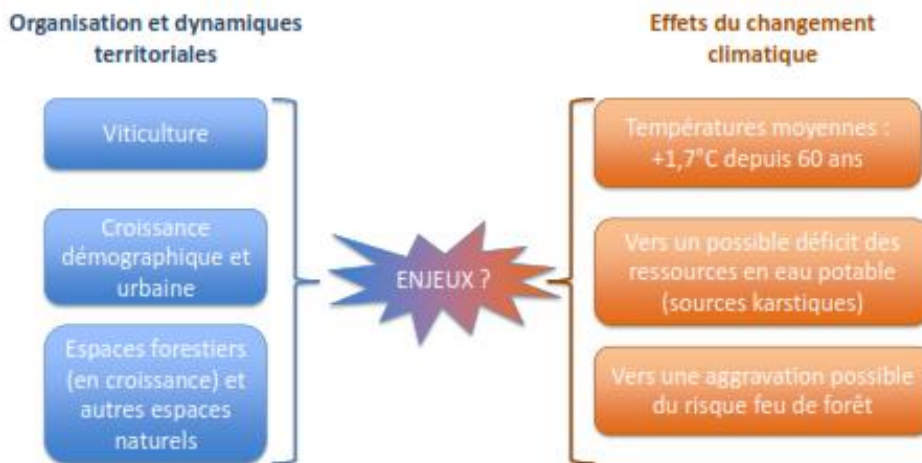 Organisation et dynamiques
territoriales
Viticulture
Croissance
démographique et
urbaine
Espaces forestiers
(en croissance) et
autres espaces
naturels
ENJEUX ?
Effets du changement
climatique
Températures moyennes :
+1,7°C depuis 60 ans
Vers un possible déficit des
ressources en eau potable
(sources karstiques)
Vers une aggravation possible
du risque feu de forêt